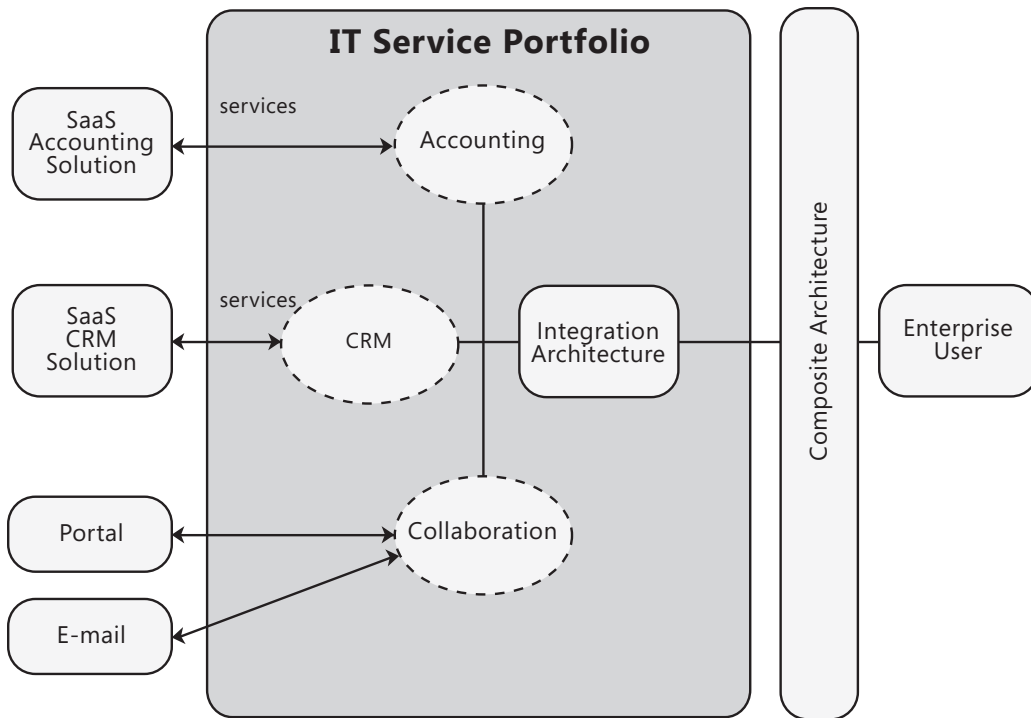 IT Service Portfolio
SaaS
Accounting
Solution
services
Accounting
SaaS
CRM
Solution
services
CRM
Integration
Architecture
Composite Architecture
Enterprise
User
Portal
Collaboration
E-mail